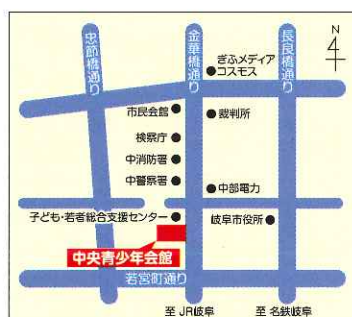 忠節橋通り
金華橋通り
長良橋通り
N
4
ぎふメディア
コスモス
市民会館
裁判所
検察庁
中消防署
中警察署
中部電力
子ども・若者総合支援センター
岐阜市役所
中央青少年会館
若宮町通り
至 JR岐阜
至 名鉄岐阜